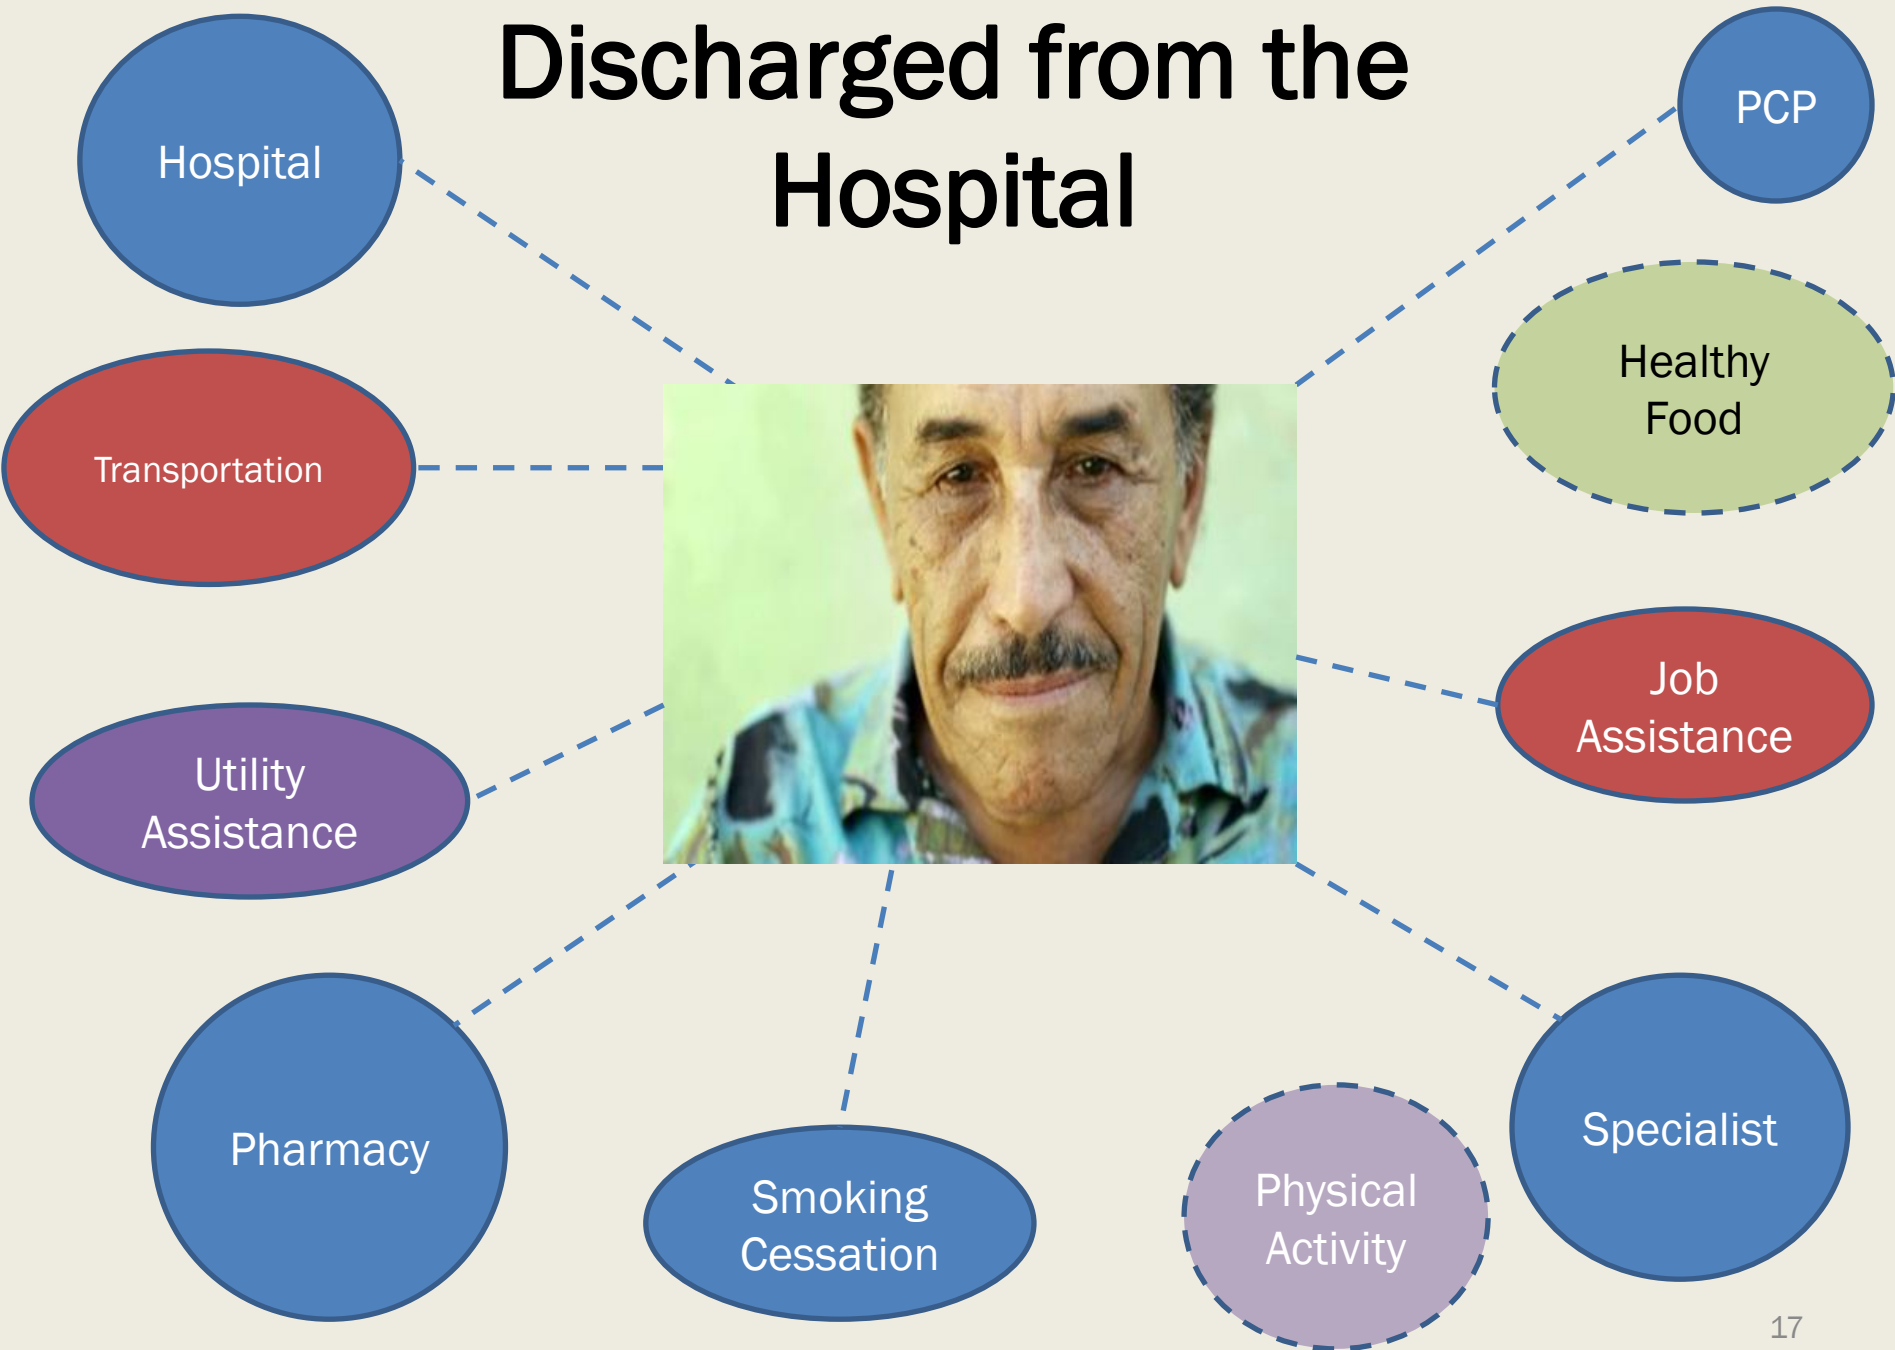 Discharged from the
Hospital
Hospital
PCP
Healthy
Food
Transportation
Job
Assistance
Utility
Assistance
Pharmacy
Smoking
Cessation
Physical
Activity
Specialist
17